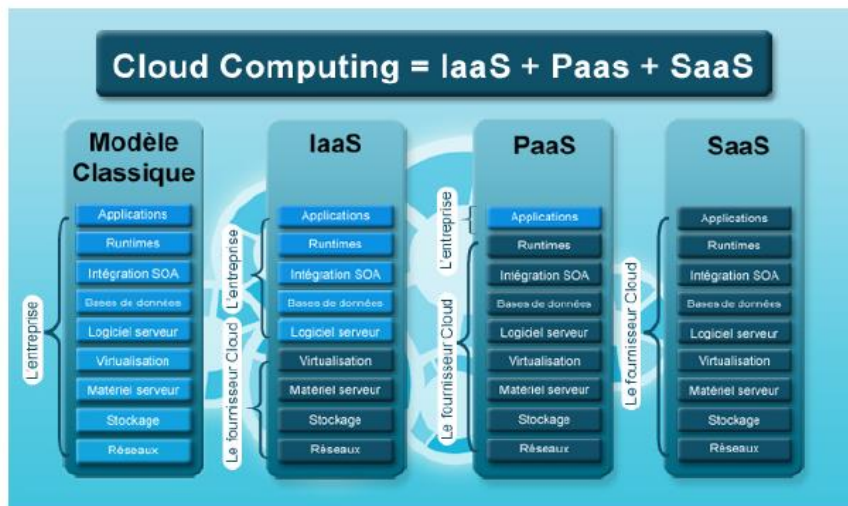 Cloud Computing = IaaS + Paas + SaaS
Modèle
Classique
L'entreprise
Applications
Runtimes
Intégration SOA
Bases de données
Logiciel serveur
Virtualisation
Matériel serveur
Stockage
Réseaux
IaaS
L'entreprise
Le fournisseur Cloud
Applications
Runtimes
Intégration SOA
Bases de données
Logiciel serveur
Virtualisation
Matériel serveur
Stockage
Réseaux
PaaS
L'entreprise
Le fournisseur Cloud
Applications
Runtimes
Intégration SOA
Bases de données
Logiciel serveur
Virtualisation
Matériel serveur
Stockage
Réseaux
SaaS
Le fournisseur Cloud
Applications
Runtimes
Intégration SOA
Bases de données
Logiciel serveur
Virtualisation
Matériel serveur
Stockage
Réseaux